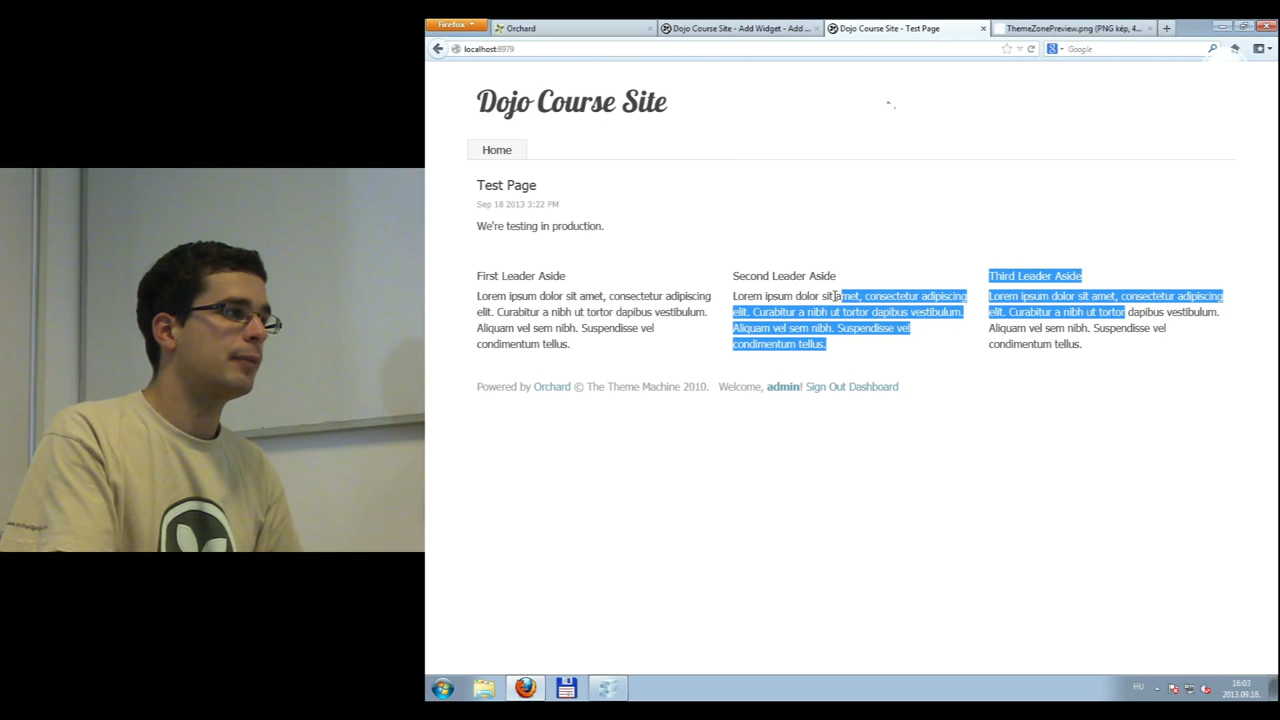 Firefox
Orchard
Dojo Course Site - Add Widget - Add ...
Dojo Course Site - Test Page
ThemeZonePreview.png (PNG kép, 4...
localhost:8979
Google
Dojo Course Site
Home
Test Page
Sep 18 2013 3:22 PM
We're testing in production.
First Leader Aside
Lorem ipsum dolor sit amet, consectetur adipiscing
elit. Curabitur a nibh ut tortor dapibus vestibulum.
Aliquam vel sem nibh. Suspendisse vel
condimentum tellus.
Second Leader Aside
Lorem ipsum dolor sit amet, consectetur adipiscing
elit. Curabitur a nibh ut tortor dapibus vestibulum.
Aliquam vel sem nibh. Suspendisse vel
condimentum tellus.
Third Leader Aside
Lorem ipsum dolor sit amet, consectetur adipiscing
elit. Curabitur a nibh ut tortor dapibus vestibulum.
Aliquam vel sem nibh. Suspendisse vel
condimentum tellus.
Powered by Orchard © The Theme Machine 2010. Welcome, admin! Sign Out Dashboard
HU
16:03
2013.09.18.